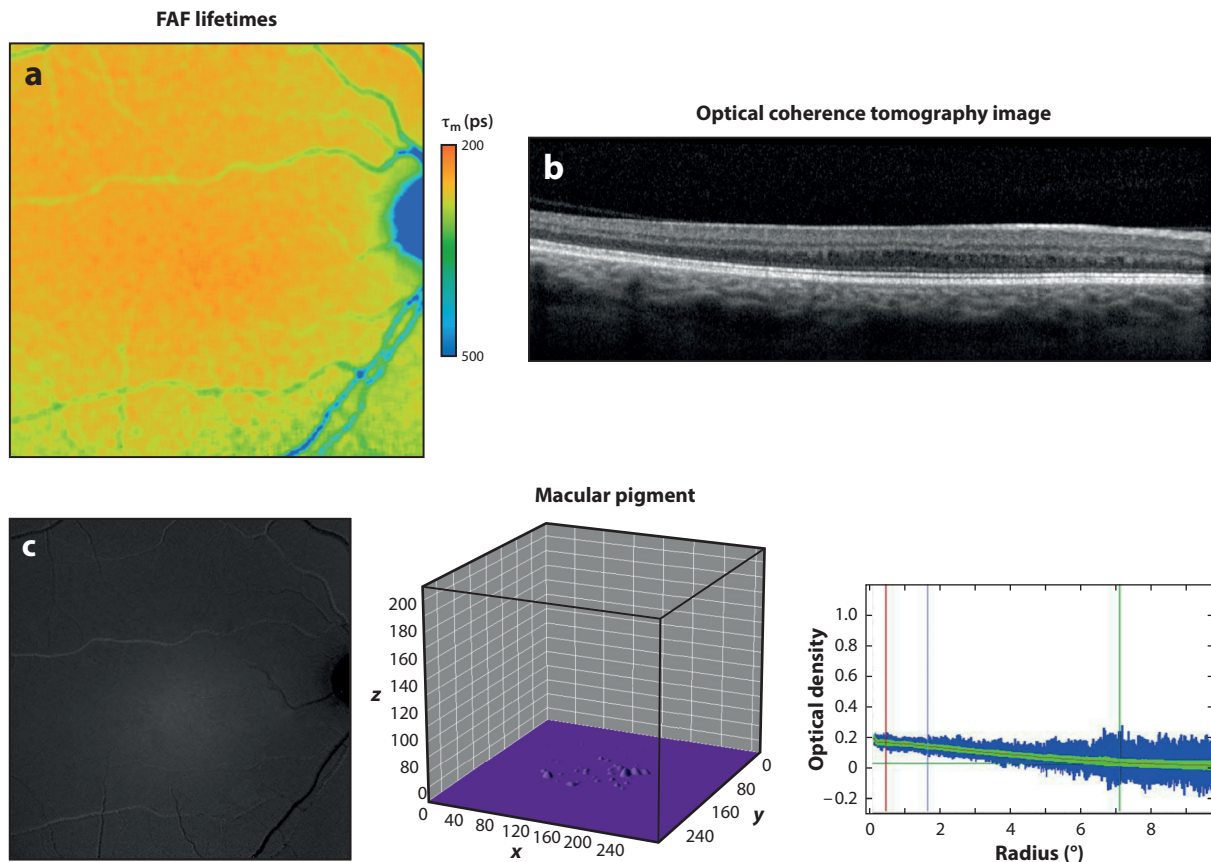 FAF lifetimes
a
τm (ps)
200
500
Optical coherence tomography image
b
c
Macular pigment
z
200
180
160
140
120
100
80
0
0 40 80 120 160 200 240
x
0
80
160
240
y
Optical density
1.0
0.8
0.6
0.4
0.2
0
−0.2
0 2 4 6 8
Radius (°)